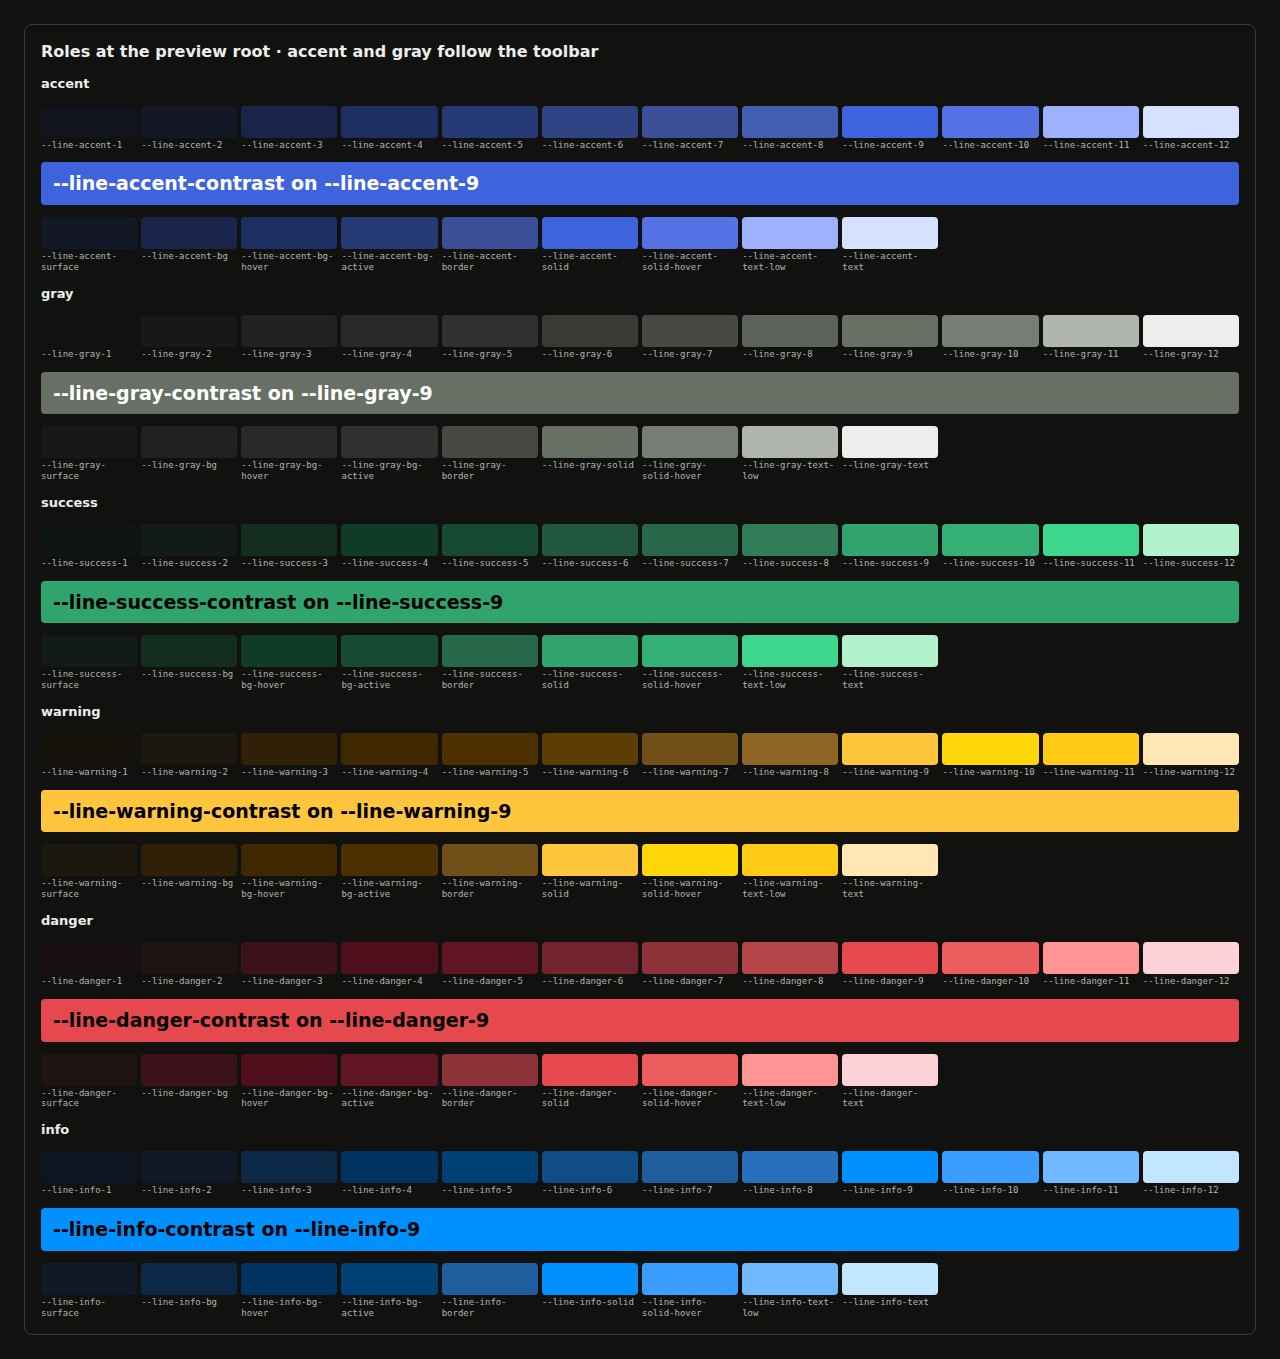 Roles at the preview root · accent and gray follow the toolbar
accent
--line-accent-1 --line-accent-2 --line-accent-3 --line-accent-4 --line-accent-5 --line-accent-6 --line-accent-7 --line-accent-8 --line-accent-9 --line-accent-10 --line-accent-11 --line-accent-12
--line-accent-contrast on --line-accent-9
--line-accent- --line-accent-bg --line-accent-bg- --line-accent-bg- --line-accent- --line-accent- --line-accent- --line-accent- --line-accent-
surface hover active border solid solid-hover text-low text
gray
--line-gray-1 --line-gray-2 --line-gray-3 --line-gray-4 --line-gray-5 --line-gray-6 --line-gray-7 --line-gray-8 --line-gray-9 --line-gray-10 --line-gray-11 --line-gray-12
--line-gray-contrast on --line-gray-9
--line-gray- --line-gray-bg --line-gray-bg- --line-gray-bg- --line-gray- --line-gray-solid --line-gray- --line-gray-text- --line-gray-text
surface hover active border solid-hover low
success
--line-success-1 --line-success-2 --line-success-3 --line-success-4 --line-success-5 --line-success-6 --line-success-7 --line-success-8 --line-success-9 --line-success-10 --line-success-11 --line-success-12
--line-success-contrast on --line-success-9
--line-success- --line-success-bg --line-success- --line-success- --line-success- --line-success- --line-success- --line-success- --line-success-
surface bg-hover bg-active border solid solid-hover text-low text
warning
--line-warning-1 --line-warning-2 --line-warning-3 --line-warning-4 --line-warning-5 --line-warning-6 --line-warning-7 --line-warning-8 --line-warning-9 --line-warning-10 --line-warning-11 --line-warning-12
--line-warning-contrast on --line-warning-9
--line-warning- --line-warning-bg --line-warning- --line-warning- --line-warning- --line-warning- --line-warning- --line-warning- --line-warning-
surface bg-hover bg-active border solid solid-hover text-low text
danger
--line-danger-1 --line-danger-2 --line-danger-3 --line-danger-4 --line-danger-5 --line-danger-6 --line-danger-7 --line-danger-8 --line-danger-9 --line-danger-10 --line-danger-11 --line-danger-12
--line-danger-contrast on --line-danger-9
--line-danger- --line-danger-bg --line-danger-bg- --line-danger-bg- --line-danger- --line-danger- --line-danger- --line-danger- --line-danger-
surface hover active border solid solid-hover text-low text
info
--line-info-1 --line-info-2 --line-info-3 --line-info-4 --line-info-5 --line-info-6 --line-info-7 --line-info-8 --line-info-9 --line-info-10 --line-info-11 --line-info-12
--line-info-contrast on --line-info-9
--line-info- --line-info-bg --line-info-bg- --line-info-bg- --line-info- --line-info-solid --line-info- --line-info-text- --line-info-text
surface hover active border solid-hover low